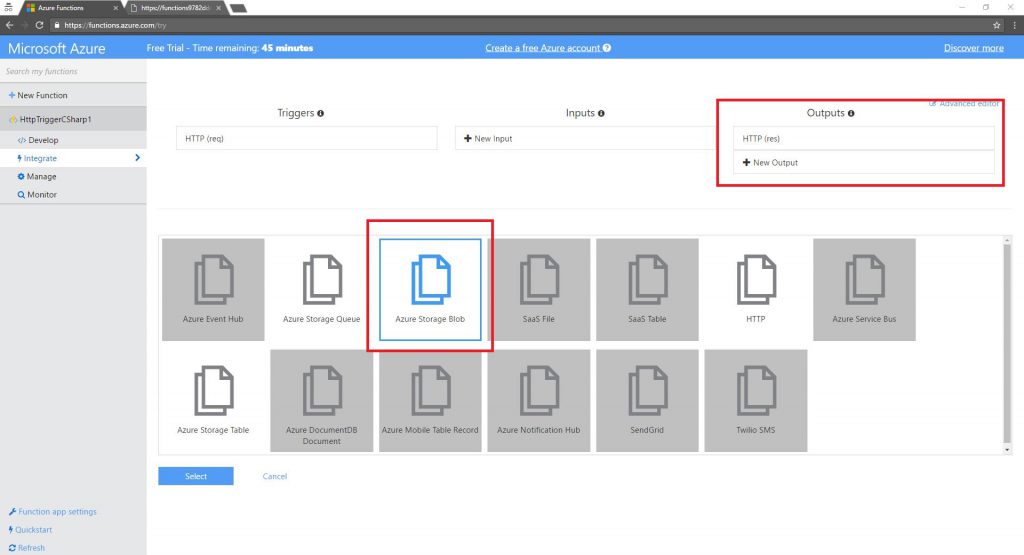 Azure Functions
https://functions9782dd
https://functions.azure.com/try
Microsoft Azure
Free Trial - Time remaining: 45 minutes
Create a free Azure account
Discover more
Search my functions
New Function
HttpTriggerCSharp1
Develop
Integrate
Manage
Monitor
Advanced editor
Triggers
Inputs
Outputs
HTTP (req)
New Input
HTTP (res)
New Output
Azure Event Hub
Azure Storage Queue
Azure Storage Blob
SaaS File
SaaS Table
HTTP
Azure Service Bus
Azure Storage Table
Azure DocumentDB
Document
Azure Mobile Table Record
Azure Notification Hub
SendGrid
Twilio SMS
Select
Cancel
Function app settings
Quickstart
Refresh